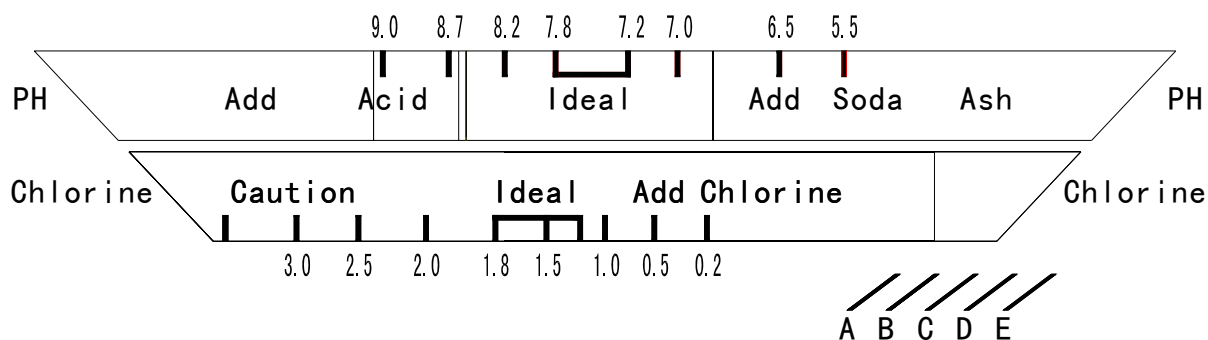 9.0 8.7 8.2 7.8 7.2 7.0 6.5 5.5
PH Add Acid Ideal Add Soda Ash PH
Chlorine Caution Ideal Add Chlorine Chlorine
3.0 2.5 2.0 1.8 1.5 1.0 0.5 0.2
A B C D E